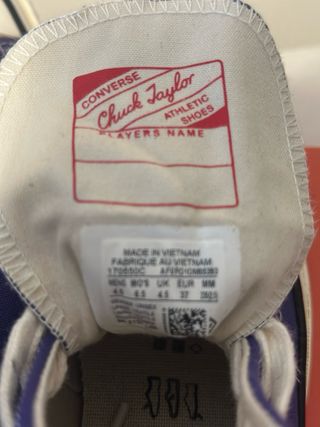 CONVERSE
Chuck Taylor
ATHLETIC
SHOES
PLAYERS NAME
MADE IN VIETNAM
FABRIQUE AU VIETNAM
170550C
MENS WO'S UK EUR MM
4.5 6.5 4.5 37